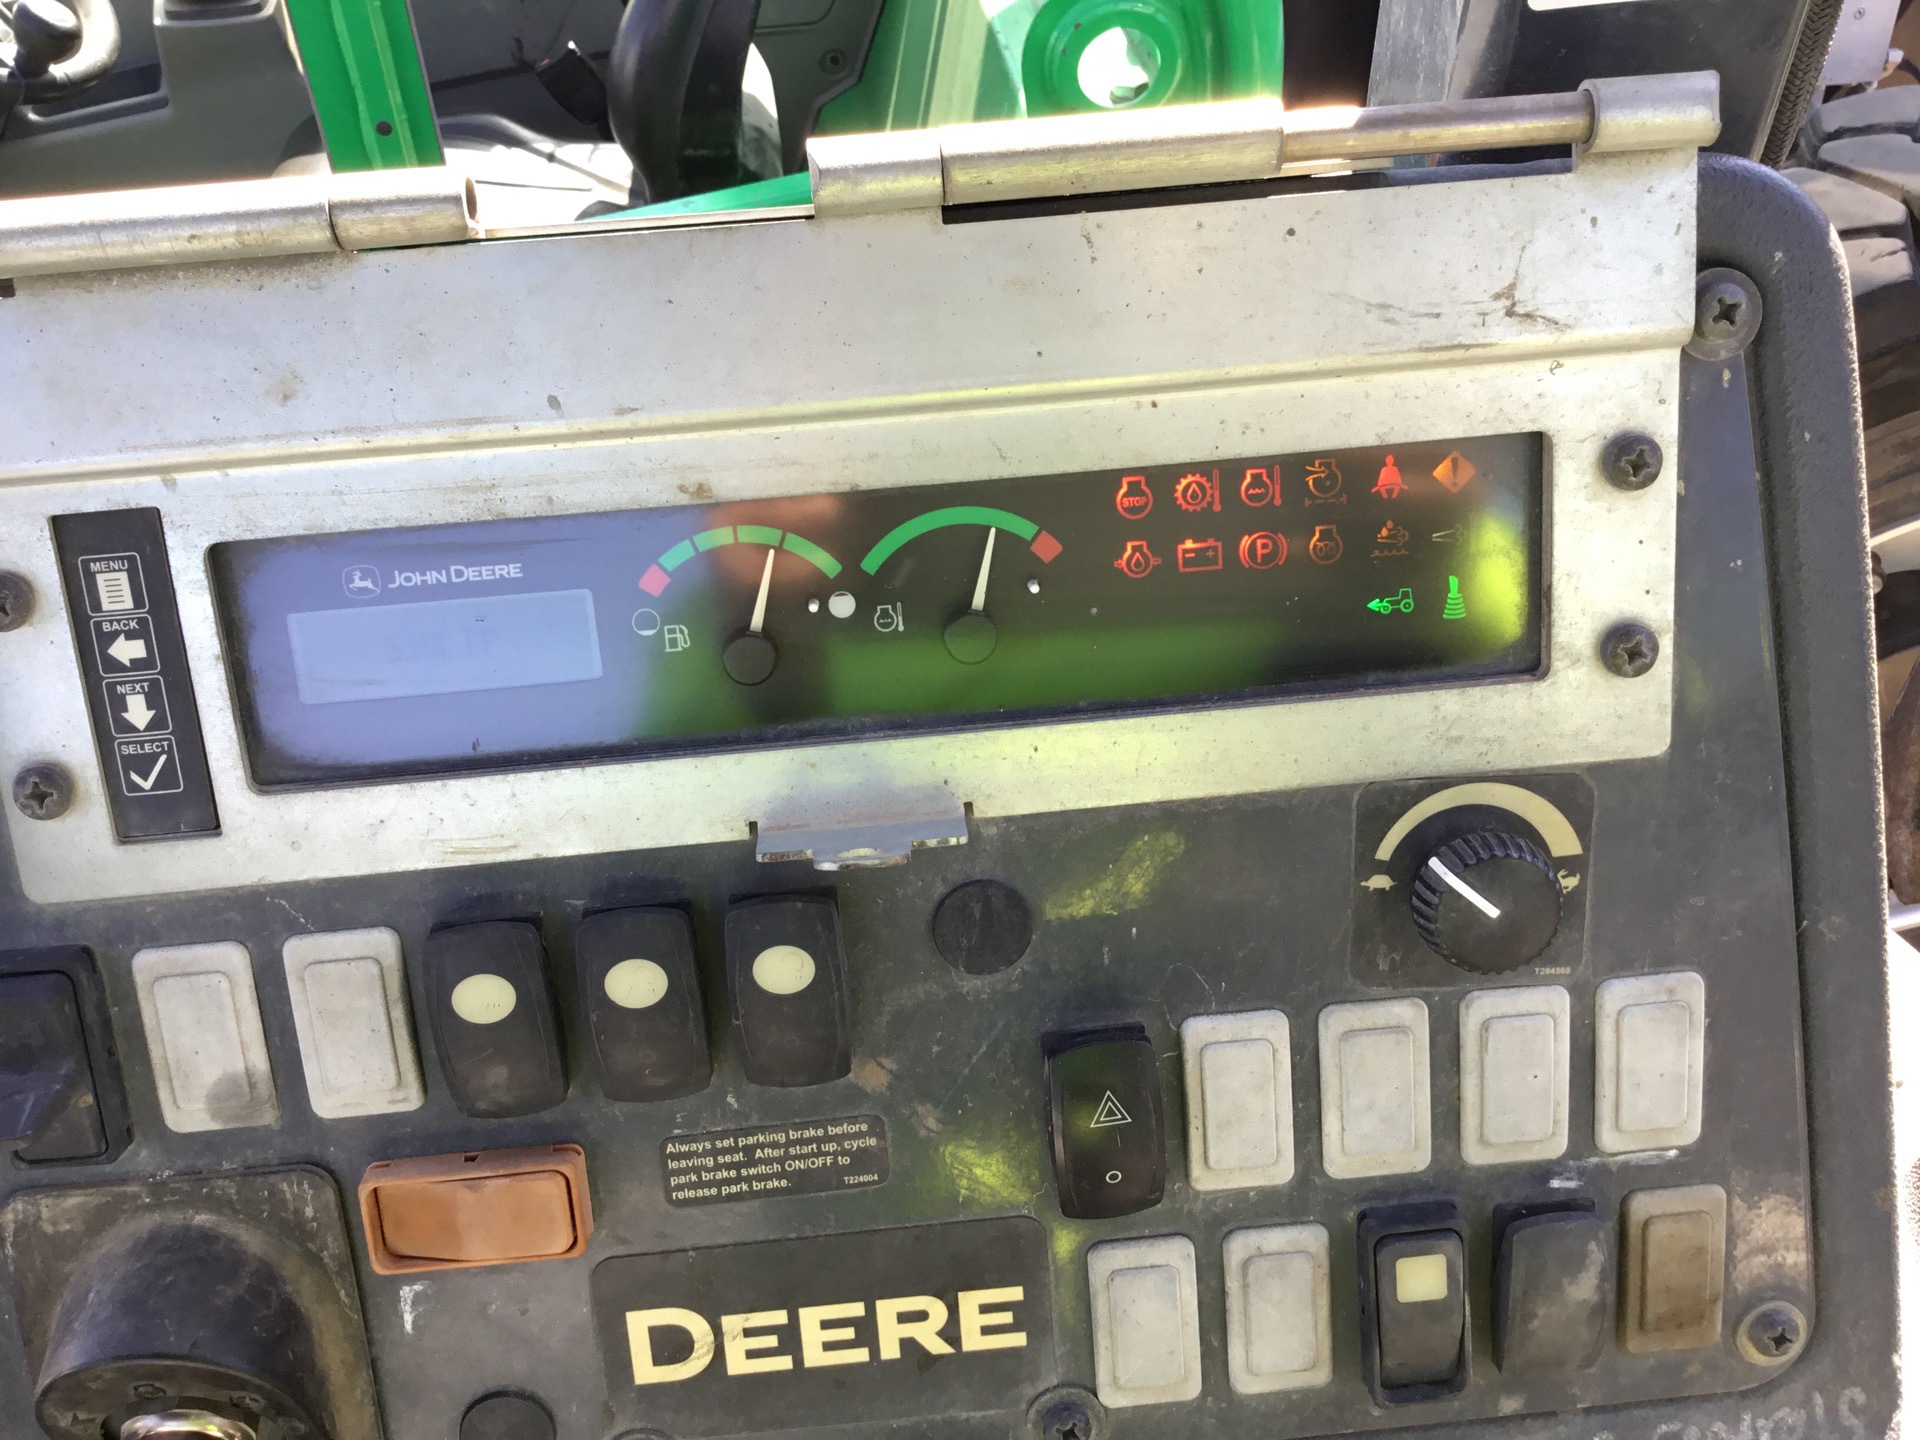 JOHN DEERE
MENU
BACK
NEXT
SELECT
STOP
P
T284568
Always set parking brake before
leaving seat. After start up, cycle
park brake switch ON/OFF to
release park brake.
T224004
DEERE